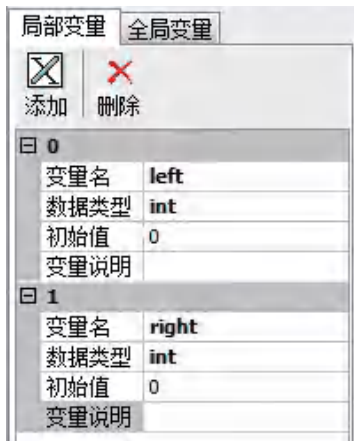 局部变量 全局变量
添加 删除
0
变量名 left
数据类型 int
初始值 0
变量说明
1
变量名 right
数据类型 int
初始值 0
变量说明